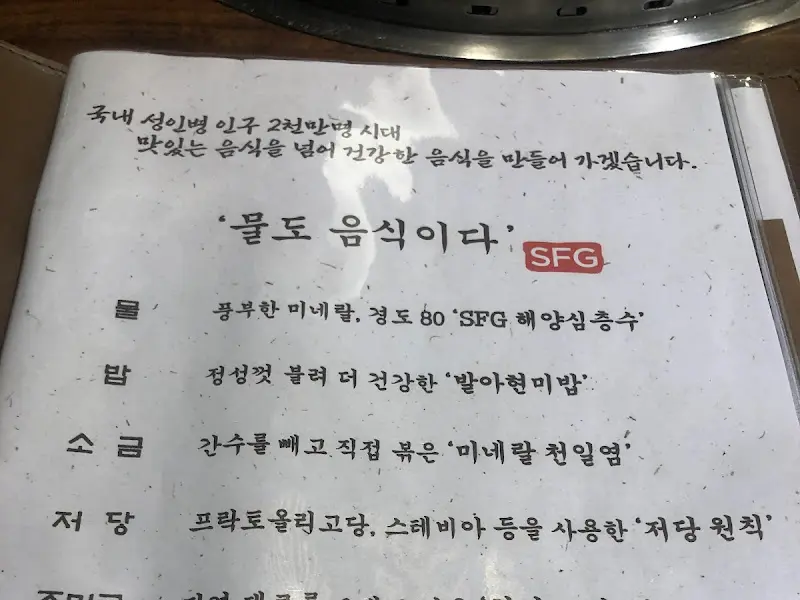 국내 성인병 인구 2천만명 시대
맛있는 음식을 넘어 건강한 음식을 만들어 가겠습니다.
‘물도 음식이다’
SFG
물 풍부한 미네랄, 경도 80 ‘SFG 해양심층수’
밥 정성껏 불려 더 건강한 ‘발아현미밥’
소 금 간수를 빼고 직접 볶은 ‘미네랄 천일염’
저 당 프락토올리고당, 스테비아 등을 사용한 ‘저당 원칙’